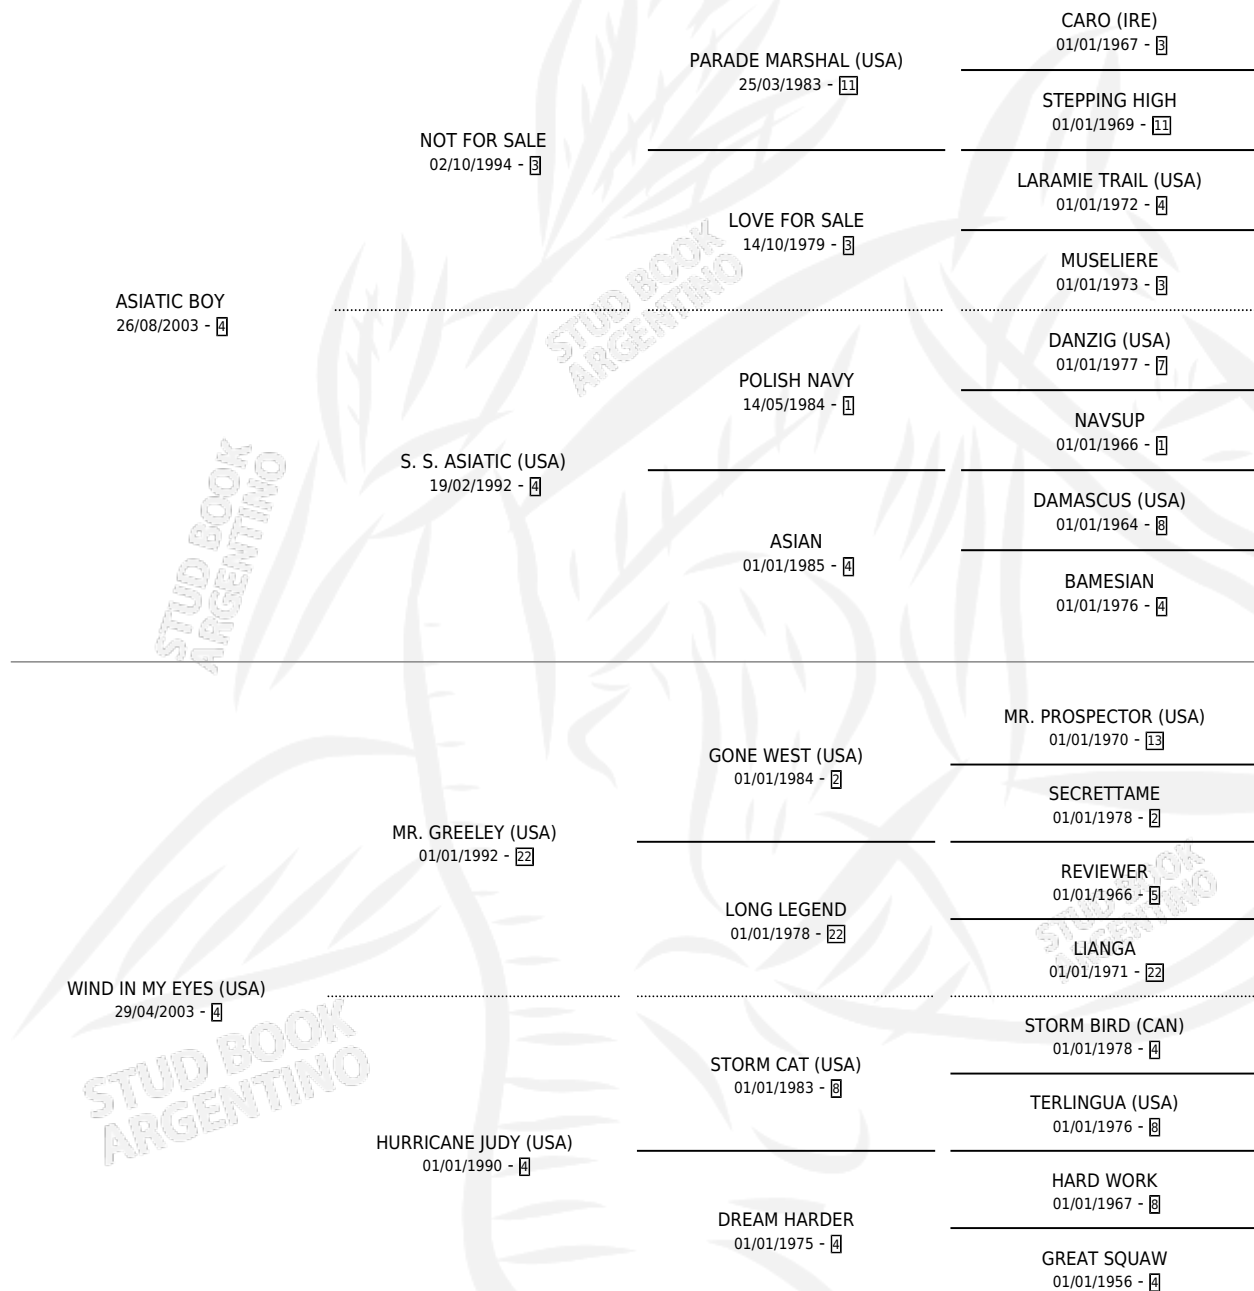 CARO (IRE)
01/01/1967 - 3
PARADE MARSHAL (USA)
25/03/1983 - 11
STEPPING HIGH
01/01/1969 - 11
NOT FOR SALE
02/10/1994 - 3
LARAMIE TRAIL (USA)
01/01/1972 - 4
LOVE FOR SALE
14/10/1979 - 3
MUSELIERE
01/01/1973 - 3
ASIATIC BOY
26/08/2003 - 4
DANZIG (USA)
01/01/1977 - 7
POLISH NAVY
14/05/1984 - 1
NAVSUP
01/01/1966 - 1
S. S. ASIATIC (USA)
19/02/1992 - 4
DAMASCUS (USA)
01/01/1964 - 8
ASIAN
01/01/1985 - 4
BAMESIAN
01/01/1976 - 4
MR. PROSPECTOR (USA)
01/01/1970 - 13
GONE WEST (USA)
01/01/1984 - 2
SECRETTAME
01/01/1978 - 2
MR. GREELEY (USA)
01/01/1992 - 22
REVIEWER
01/01/1966 - 5
LONG LEGEND
01/01/1978 - 22
LIANGA
01/01/1971 - 22
WIND IN MY EYES (USA)
29/04/2003 - 4
STORM BIRD (CAN)
01/01/1978 - 4
STORM CAT (USA)
01/01/1983 - 8
TERLINGUA (USA)
01/01/1976 - 8
HURRICANE JUDY (USA)
01/01/1990 - 4
HARD WORK
01/01/1967 - 8
DREAM HARDER
01/01/1975 - 4
GREAT SQUAW
01/01/1956 - 4
STUD BOOK
ARGENTINO
STUD BOOK
ARGENTINO
STUD BOOK
ARGENTINO
STUD BOOK
ARGENTINO